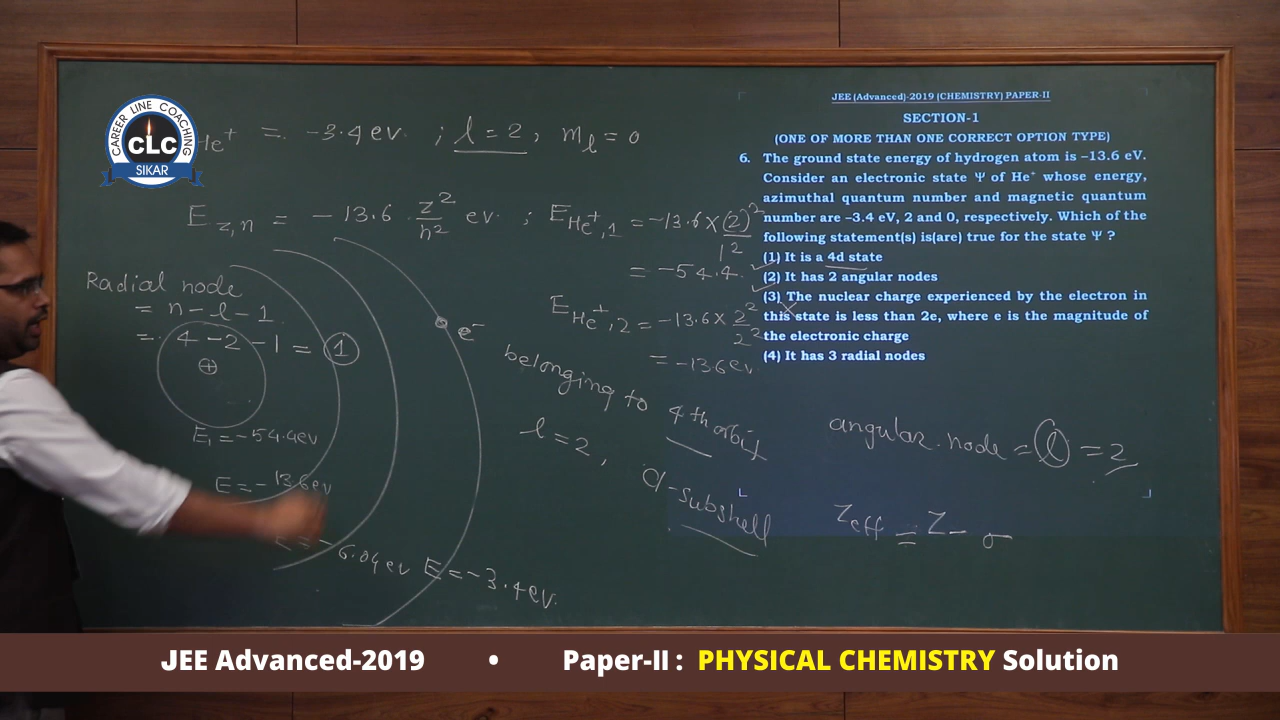 CAREER LINE COACHING
CLC
SIKAR
He⁺ = -3.4 ev ; l = 2, mₗ = 0
E z,n = -13.6 z²/n² ev ; E He⁺,1 = -13.6 × (2)²/1²
= -54.4
E He⁺,2 = -13.6 × 2²/2²
= -13.6 ev
Radial node
= n - l - 1
= 4 - 2 - 1 = 1
+
e⁻
E₁ = -54.4 ev
E = -13.6 ev
= -6.04 ev
E = -3.4 ev.
belonging to 4th orbit
l = 2, d-subshell
JEE (Advanced)-2019 (CHEMISTRY) PAPER-II
SECTION-1
(ONE OF MORE THAN ONE CORRECT OPTION TYPE)
6. The ground state energy of hydrogen atom is –13.6 eV.
Consider an electronic state Ψ of He⁺ whose energy,
azimuthal quantum number and magnetic quantum
number are –3.4 eV, 2 and 0, respectively. Which of the
following statement(s) is(are) true for the state Ψ ?
(1) It is a 4d state
(2) It has 2 angular nodes
(3) The nuclear charge experienced by the electron in
this state is less than 2e, where e is the magnitude of
the electronic charge
(4) It has 3 radial nodes
angular node = l = 2
Zeff = Z - σ
JEE Advanced-2019 • Paper-II : PHYSICAL CHEMISTRY Solution